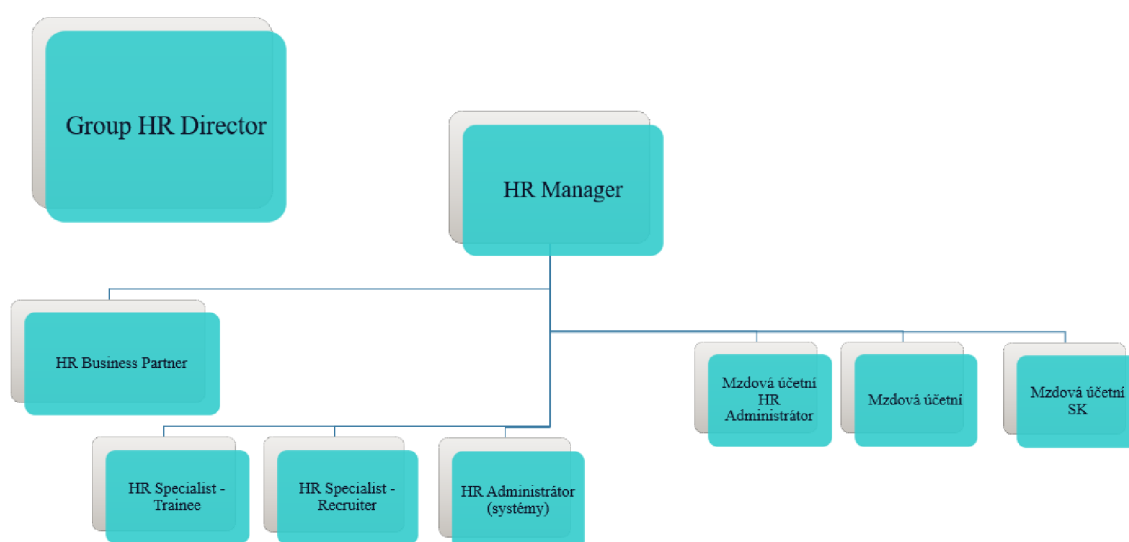 Group HR Director
HR Manager
HR Business Partner
Mzdová účetní
HR
Administrátor
Mzdová účetní
Mzdová účetní
SK
HR Specialist -
Trainee
HR Specialist -
Recruiter
HR Administrátor
(systémy)